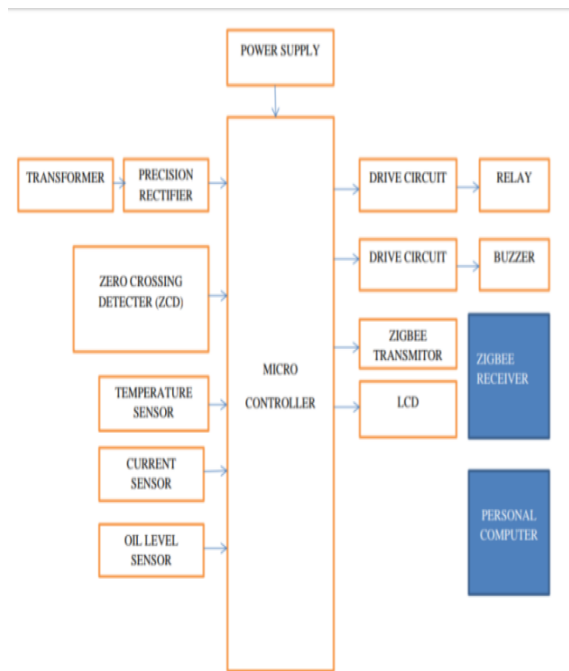 POWER SUPPLY
TRANSFORMER
PRECISION
RECTIFIER
ZERO CROSSING
DETECTER (ZCD)
TEMPERATURE
SENSOR
CURRENT
SENSOR
OIL LEVEL
SENSOR
MICRO
CONTROLLER
DRIVE CIRCUIT
RELAY
DRIVE CIRCUIT
BUZZER
ZIGBEE
TRANSMITOR
LCD
ZIGBEE
RECEIVER
PERSONAL
COMPUTER